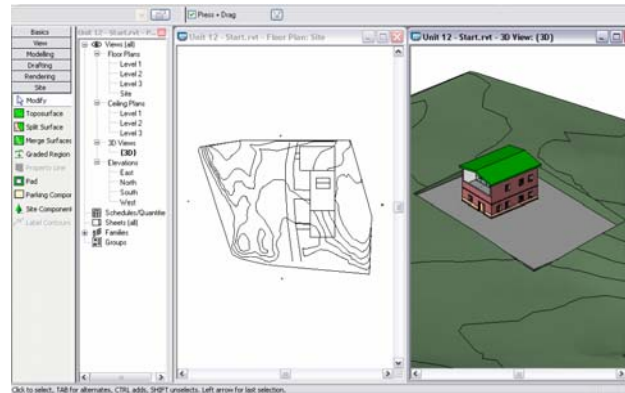 Press + Drag
Basics
View
Modelling
Drafting
Rendering
Site
Modify
Toposurface
Split Surface
Merge Surfaces
Graded Region
Property Line
Pad
Parking Compor
Site Component
Label Contours
Unit 12 - Start.rvt - P...
Views (all)
Floor Plans
Level 1
Level 2
Level 3
Site
Ceiling Plans
Level 1
Level 2
Level 3
3D Views
{3D}
Elevations
East
North
South
West
Schedules/Quantitie
Sheets (all)
Families
Groups
Unit 12 - Start.rvt - Floor Plan: Site
Unit 12 - Start.rvt - 3D View: {3D}
Click to select, TAB for alternates, CTRL adds, SHIFT unselects. Left arrow for last selection.